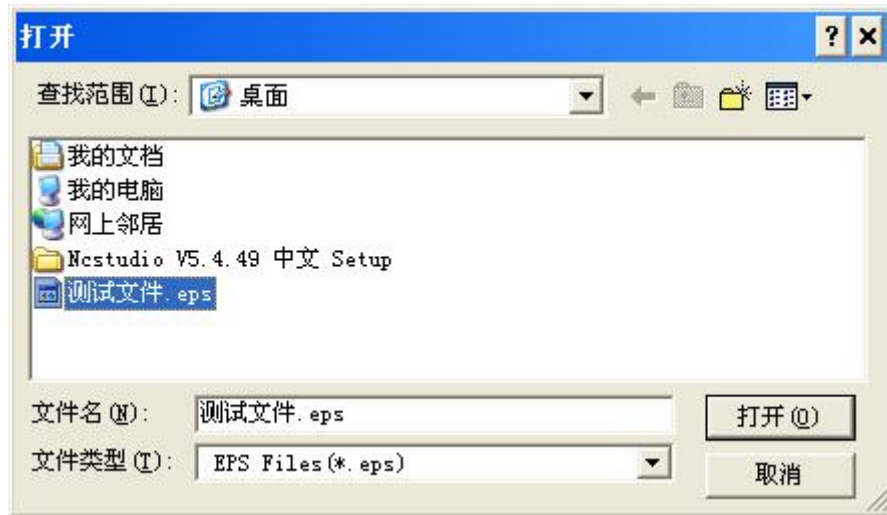 打开
查找范围(I): 桌面
我的文档
我的电脑
网上邻居
Ncstudio V5.4.49 中文 Setup
测试文件.eps
文件名(N): 测试文件.eps 打开(O)
文件类型(T): EPS Files(*.eps) 取消